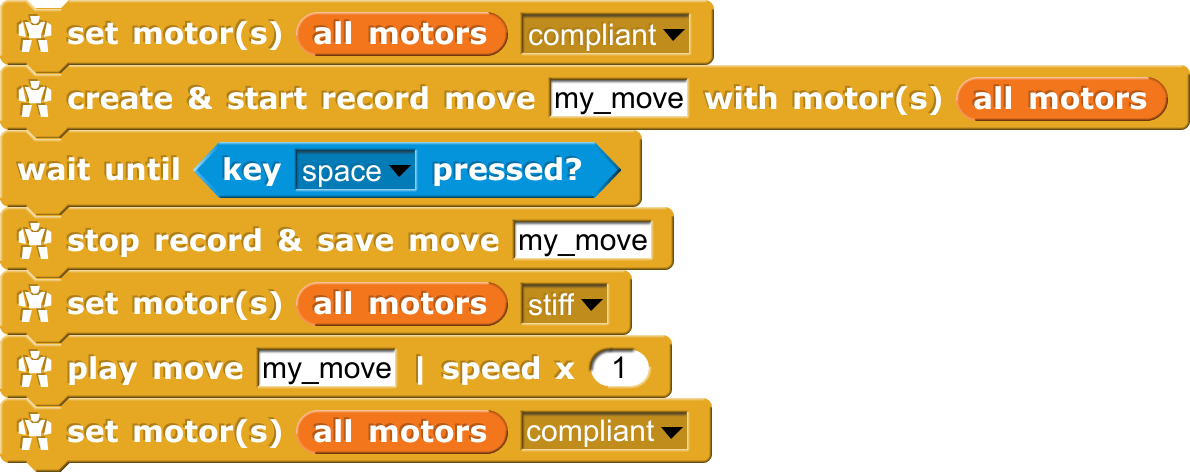 set motor(s) all motors compliant
create & start record move my_move with motor(s) all motors
wait until key space pressed?
stop record & save move my_move
set motor(s) all motors stiff
play move my_move | speed x 1
set motor(s) all motors compliant